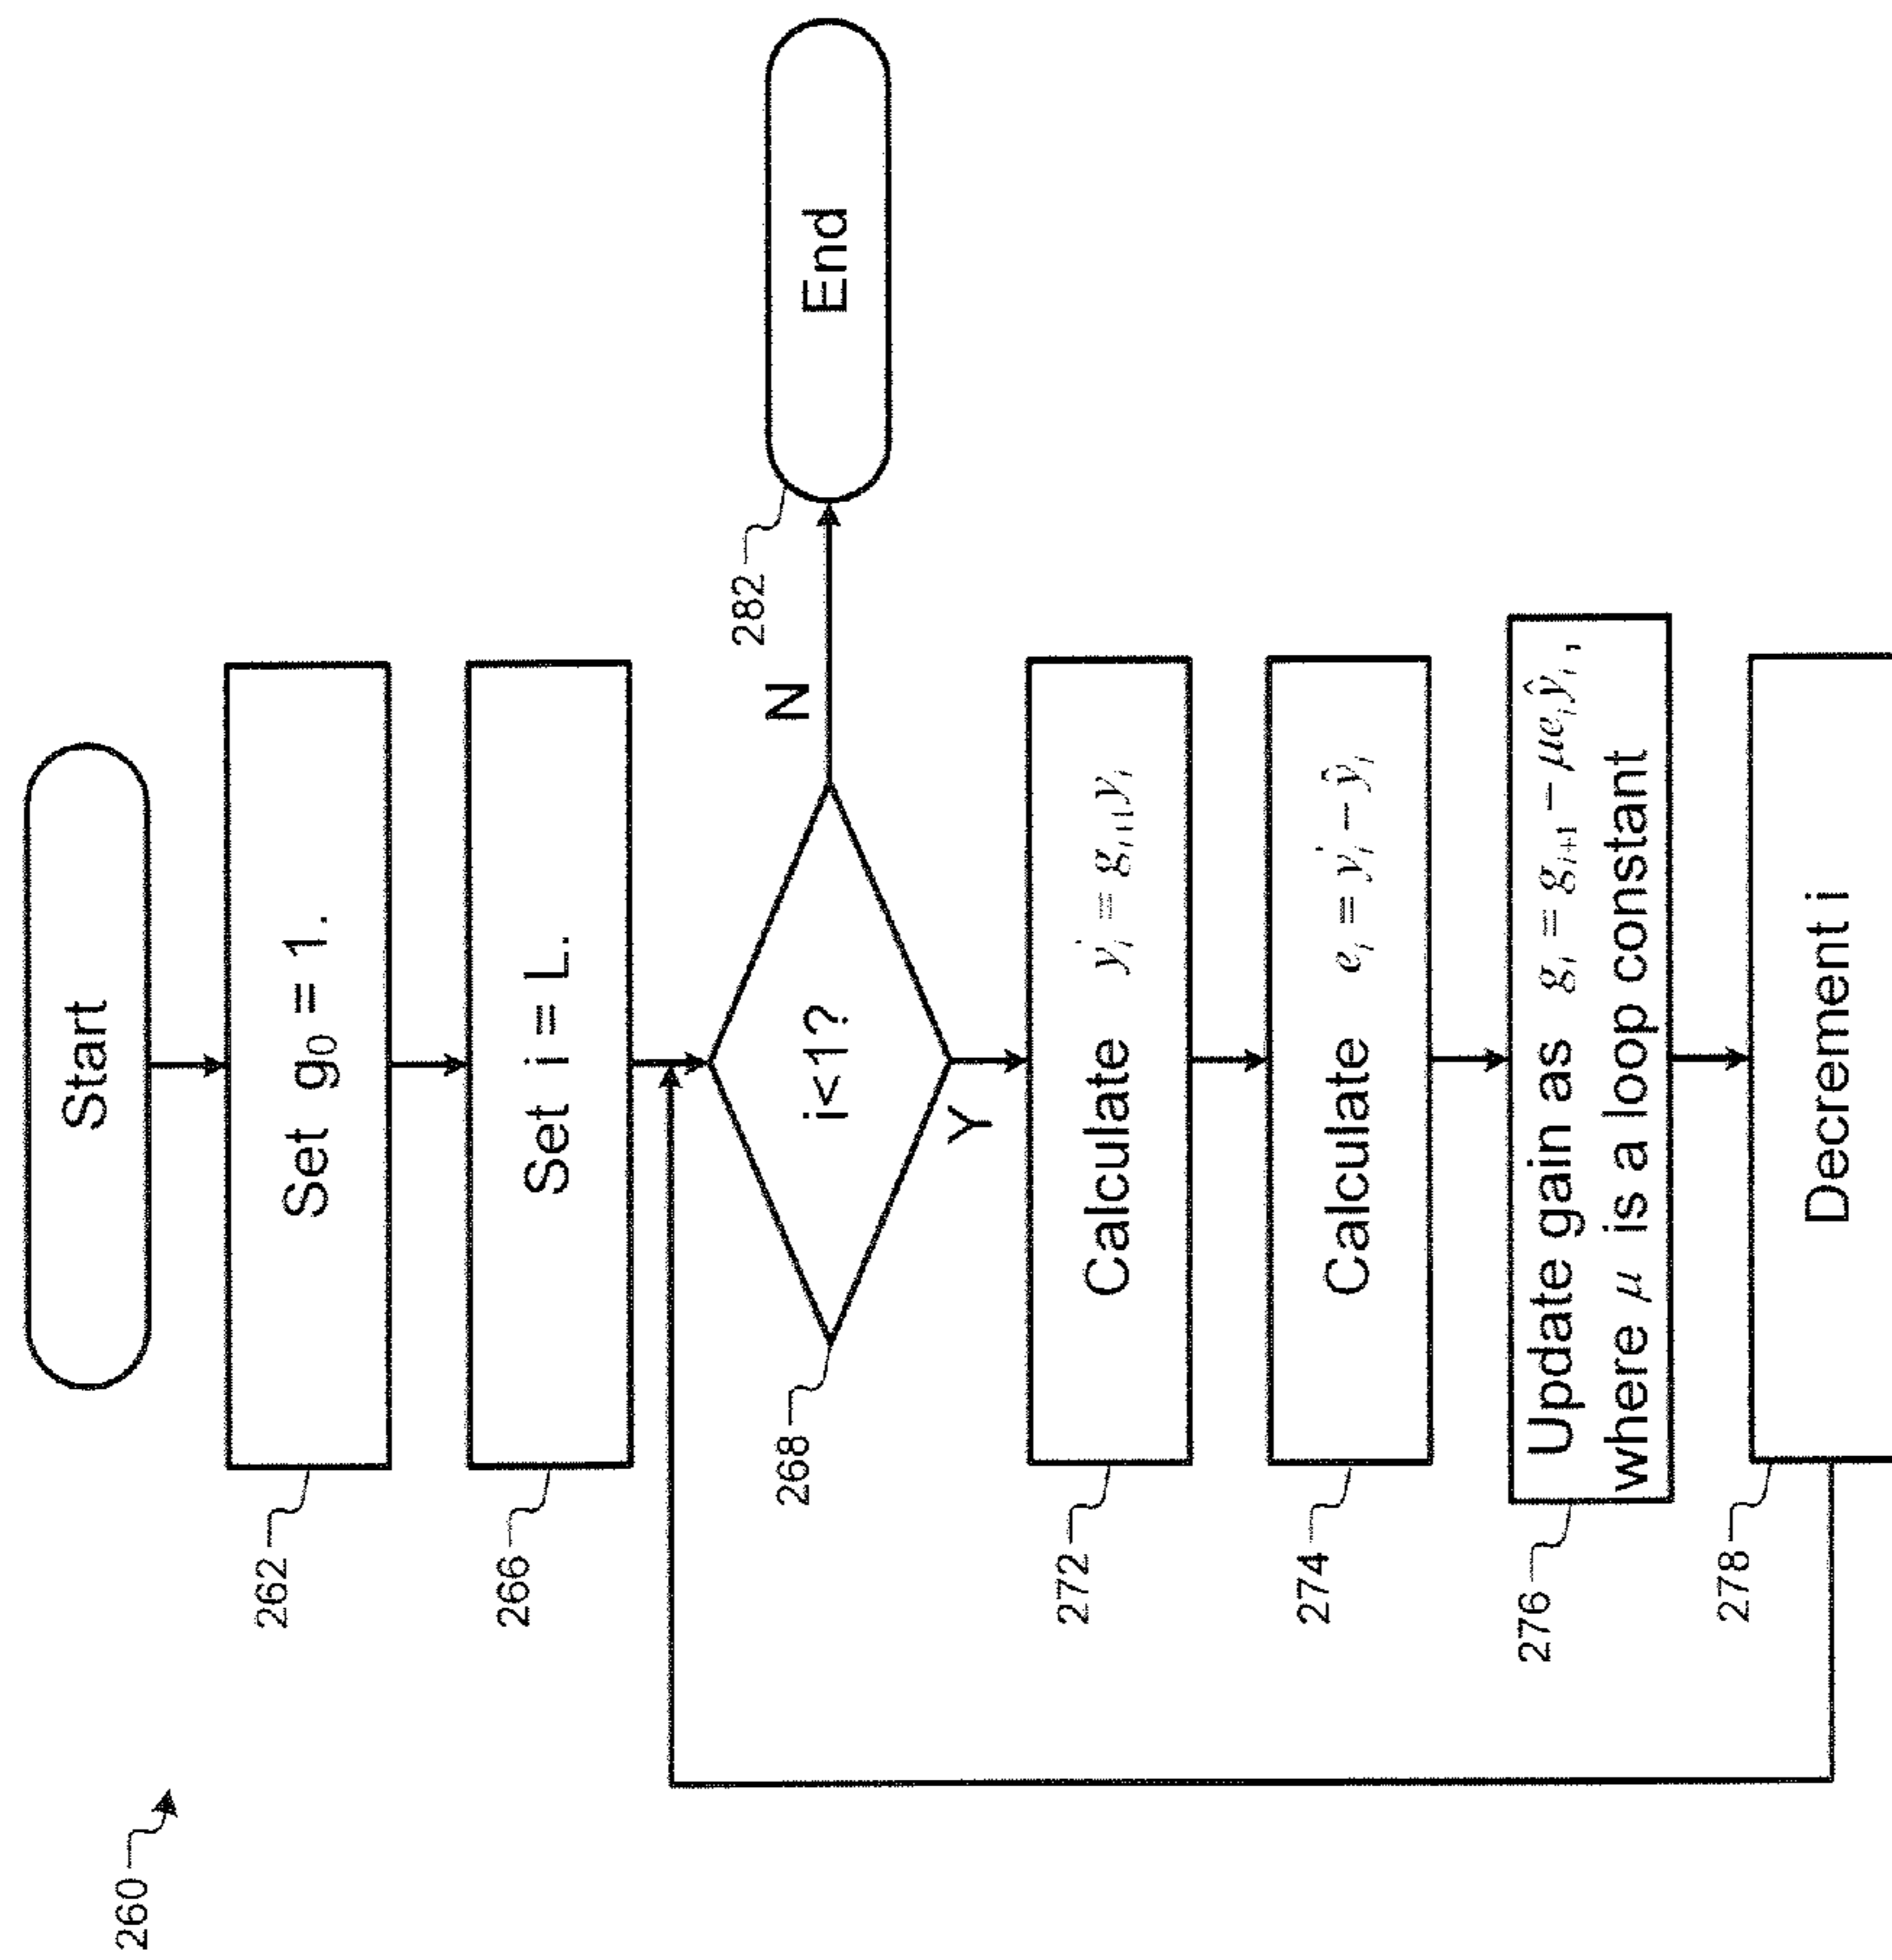 260
Start
262
Set g₀ = 1.
266
Set i = L.
268
i<1?
N
282
End
Y
272
Calculate y'ᵢ = gᵢ₊₁yᵢ
274
Calculate eᵢ = y'ᵢ − ŷᵢ
276
Update gain as gᵢ = gᵢ₊₁ − μeᵢŷᵢ,
where μ is a loop constant
278
Decrement i